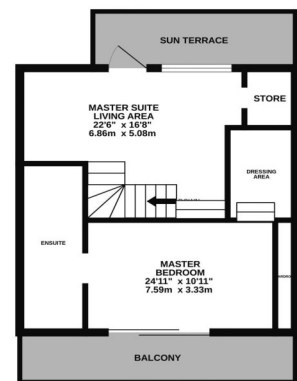 SUN TERRACE
STORE
MASTER SUITE
LIVING AREA
22'6" x 16'8"
6.86m x 5.08m
DRESSING
AREA
ENSUITE
MASTER
BEDROOM
24'11" x 10'11"
7.59m x 3.33m
BALCONY